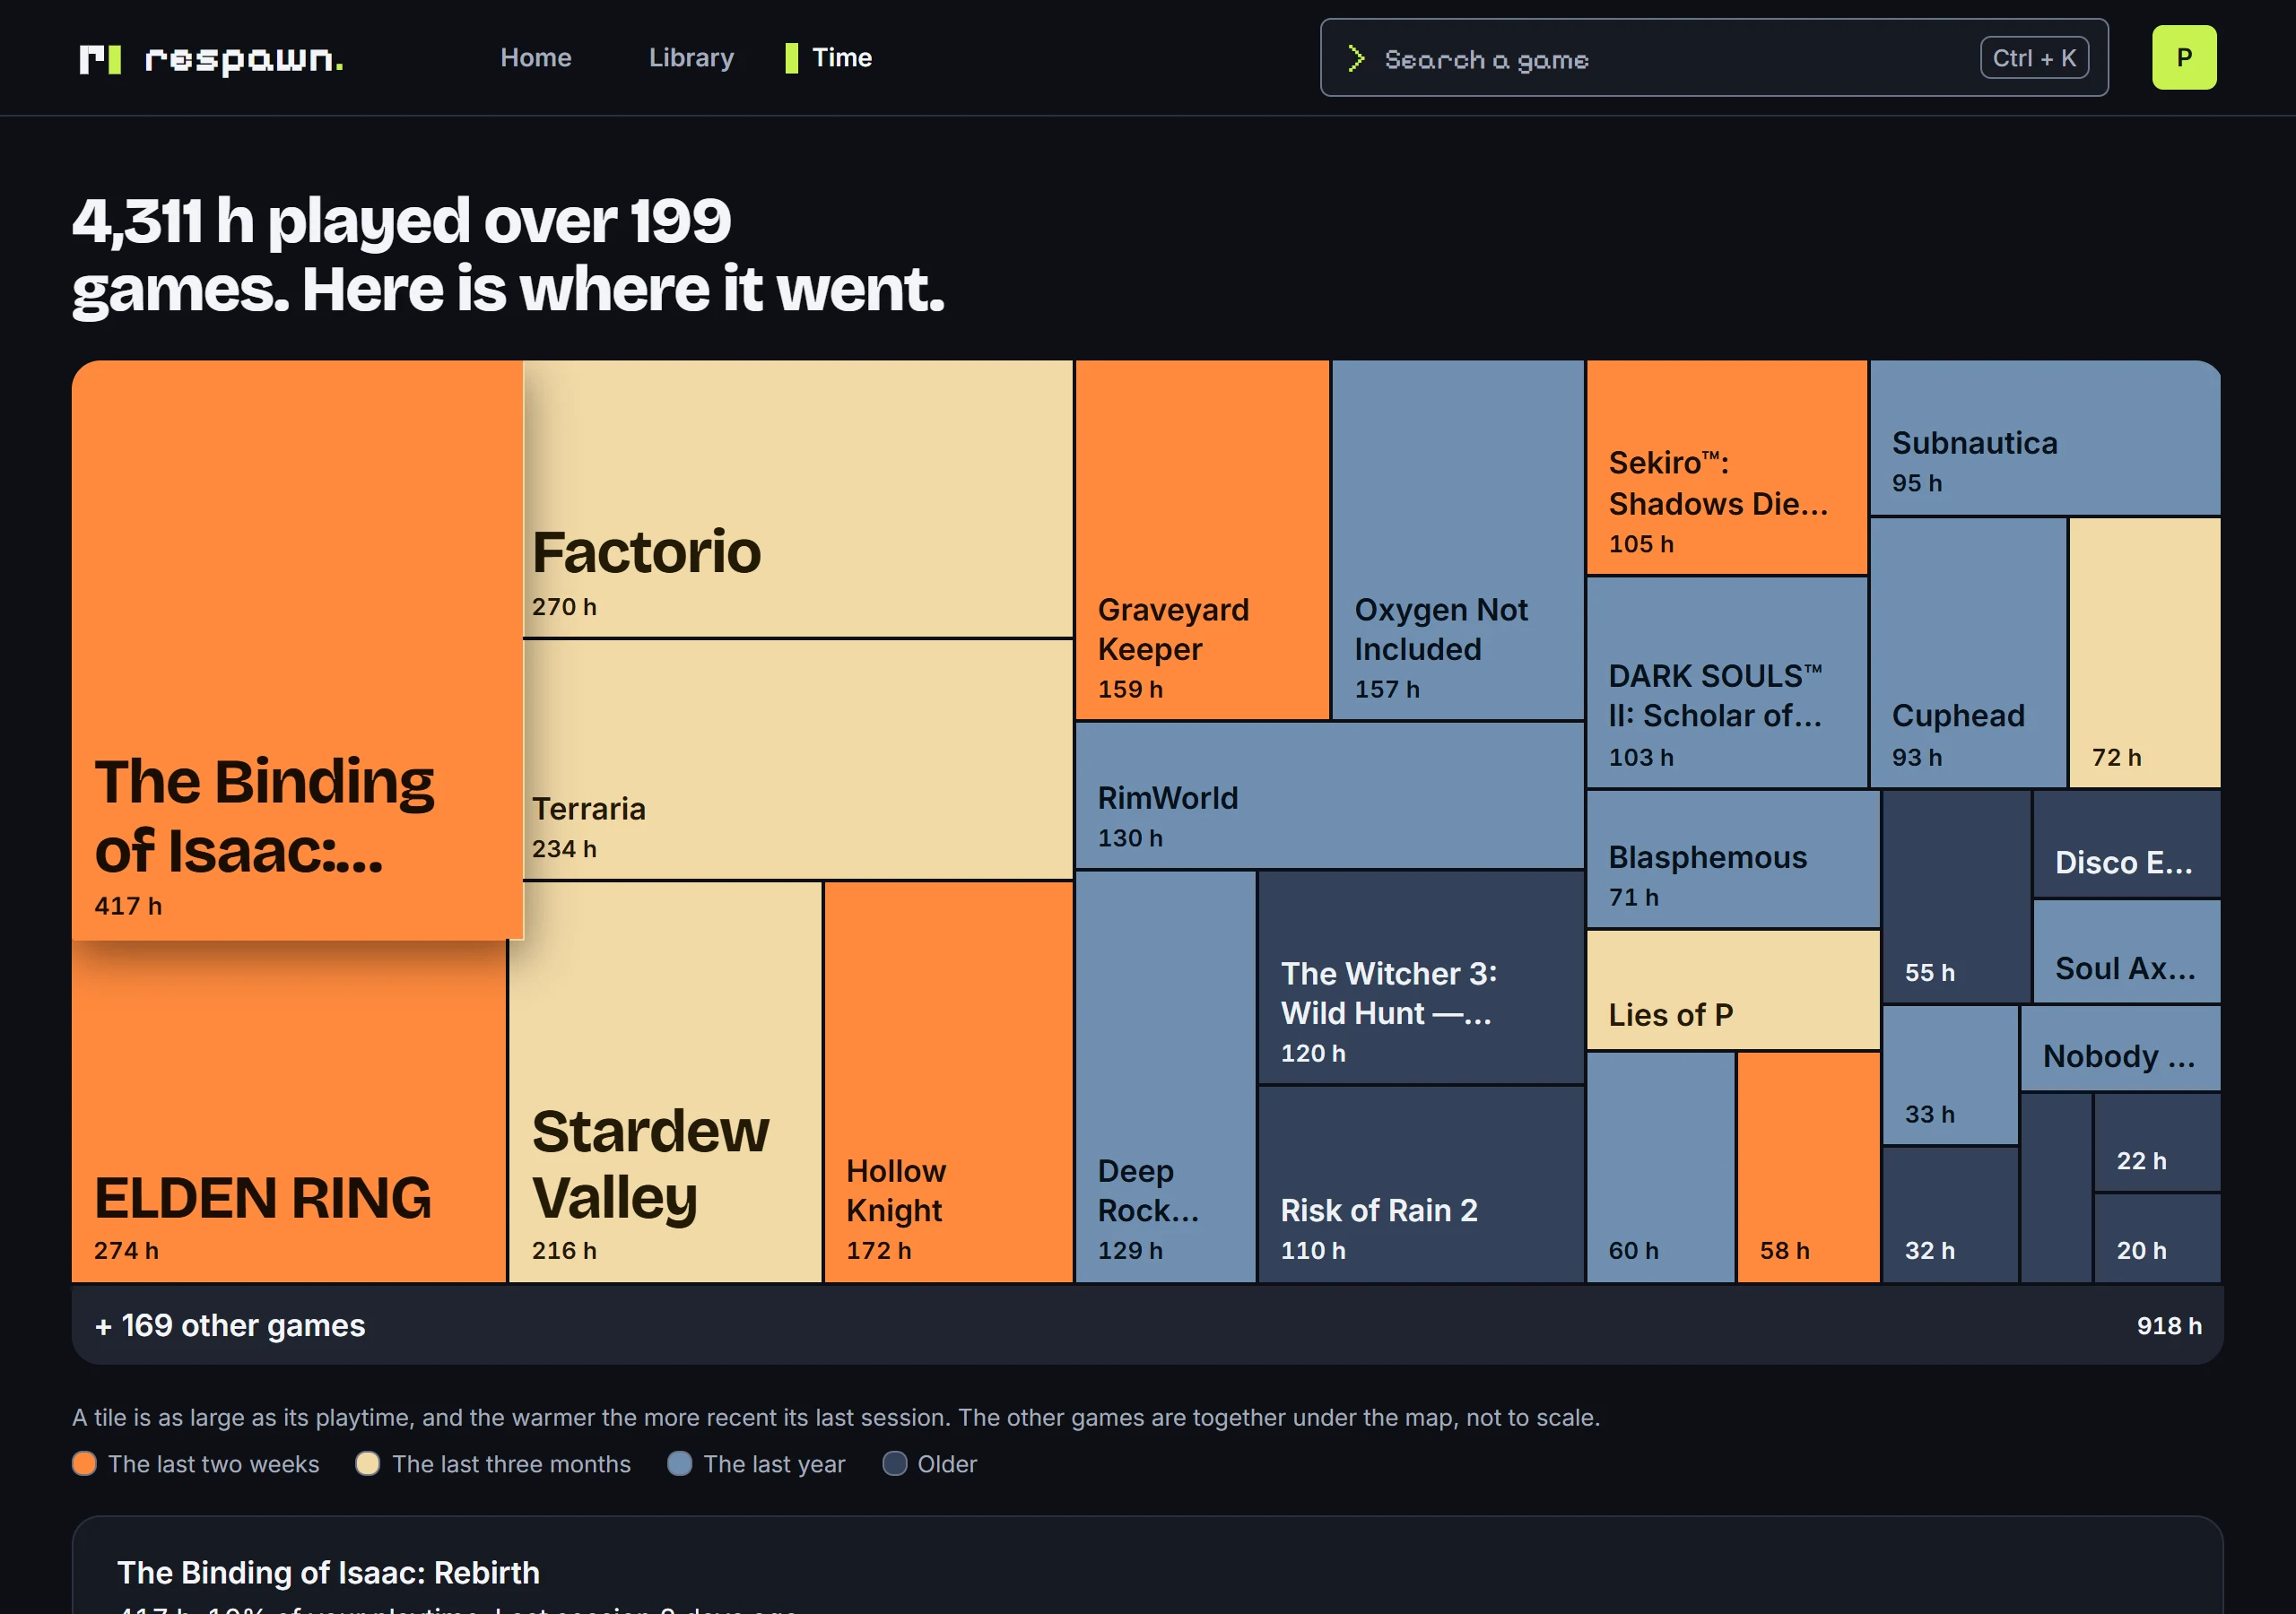 respawn.
Home
Library
Time
Search a game
Ctrl + K
P
4,311 h played over 199
games. Here is where it went.
The Binding
of Isaac:...
417 h
Factorio
270 h
Terraria
234 h
ELDEN RING
274 h
Stardew
Valley
216 h
Hollow
Knight
172 h
Graveyard
Keeper
159 h
Oxygen Not
Included
157 h
RimWorld
130 h
Deep
Rock...
129 h
The Witcher 3:
Wild Hunt —...
120 h
Risk of Rain 2
110 h
Sekiro™:
Shadows Die...
105 h
DARK SOULS™
II: Scholar of...
103 h
Subnautica
95 h
Cuphead
93 h
72 h
Blasphemous
71 h
Lies of P
60 h
58 h
55 h
Disco E...
Soul Ax...
33 h
Nobody ...
32 h
22 h
20 h
+ 169 other games
918 h
A tile is as large as its playtime, and the warmer the more recent its last session. The other games are together under the map, not to scale.
The last two weeks
The last three months
The last year
Older
The Binding of Isaac: Rebirth